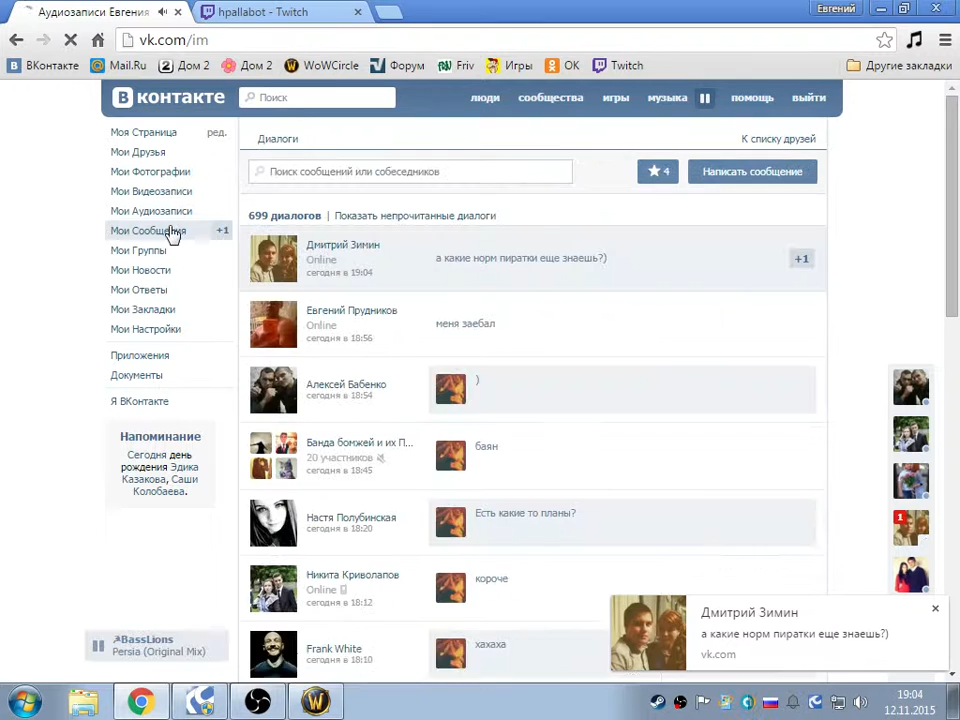 Аудиозаписи Евгения
hpallabot - Twitch
Евгений
vk.com/im
ВКонтакте
Mail.Ru
Дом 2
Дом 2
WoWCircle
Форум
Friv
Игры
OK
Twitch
Другие закладки
В контакте
Поиск
люди
сообщества
игры
музыка
помощь
выйти
Моя Страница
ред.
Мои Друзья
Мои Фотографии
Мои Видеозаписи
Мои Аудиозаписи
Мои Сообщения
+1
Мои Группы
Мои Новости
Мои Ответы
Мои Закладки
Мои Настройки
Приложения
Документы
Я ВКонтакте
Напоминание
Сегодня день
рождения Эдика
Казакова, Саши
Колобаева.
BassLions
Persia (Original Mix)
Диалоги
К списку друзей
Поиск сообщений или собеседников
4
Написать сообщение
699 диалогов | Показать непрочитанные диалоги
Дмитрий Зимин
Online
сегодня в 19:04
а какие норм пиратки еще знаешь?)
+1
Евгений Прудников
Online
сегодня в 18:56
меня заебал
Алексей Бабенко
сегодня в 18:54
)
Банда бомжей и их П...
20 участников
сегодня в 18:45
баян
Настя Полубинская
сегодня в 18:20
Есть какие то планы?
Никита Криволапов
Online
сегодня в 18:12
короче
Frank White
сегодня в 18:10
хахаха
1
Дмитрий Зимин
а какие норм пиратки еще знаешь?)
vk.com
19:04
12.11.2015